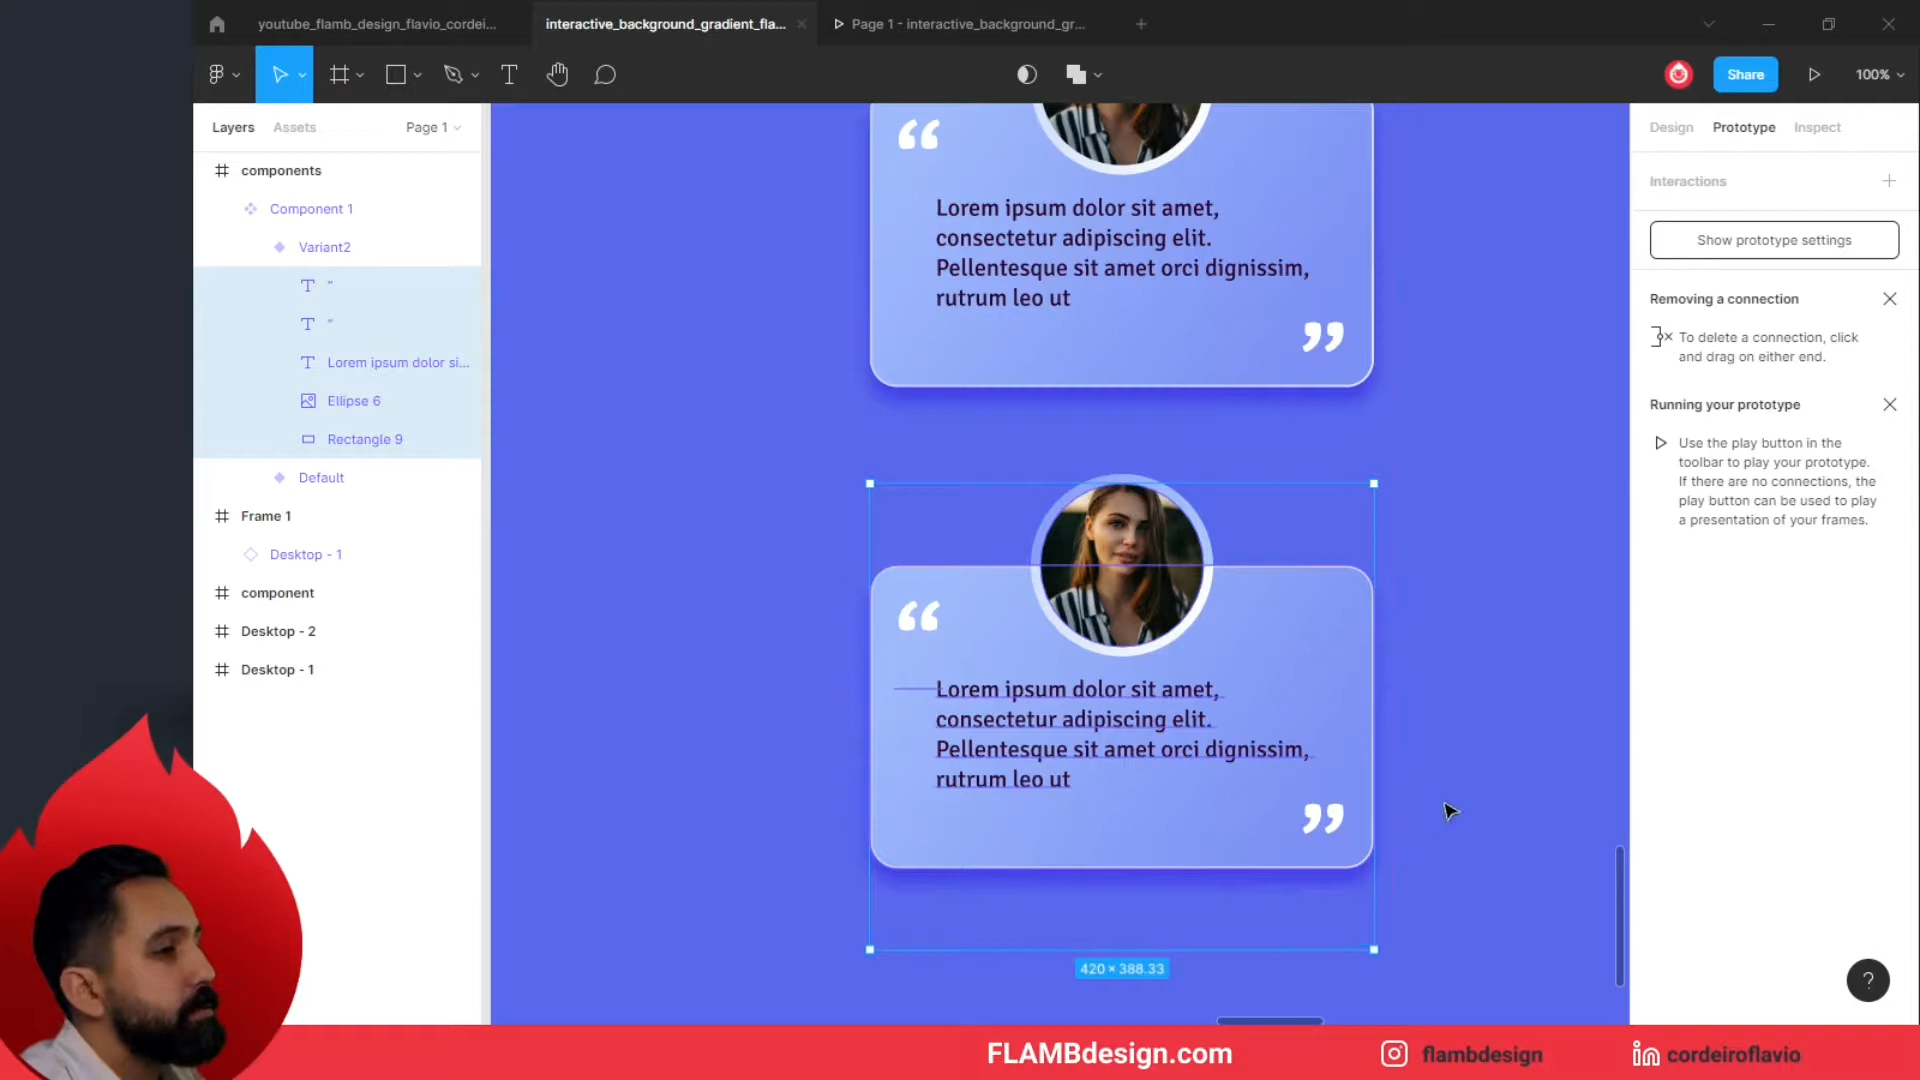 youtube_flamb_design_flavio_cordei...
interactive_background_gradient_fla...
Page 1 - interactive_background_gr...
Share
100%
Layers
Assets
Page 1
components
Component 1
Variant2
"
"
Lorem ipsum dolor si...
Ellipse 6
Rectangle 9
Default
Frame 1
Desktop - 1
component
Desktop - 2
Desktop - 1
“
Lorem ipsum dolor sit amet,
consectetur adipiscing elit.
Pellentesque sit amet orci dignissim,
rutrum leo ut
”
“
Lorem ipsum dolor sit amet,
consectetur adipiscing elit.
Pellentesque sit amet orci dignissim,
rutrum leo ut
”
420 × 388.33
Design
Prototype
Inspect
Interactions
Show prototype settings
Removing a connection
To delete a connection, click
and drag on either end.
Running your prototype
Use the play button in the
toolbar to play your prototype.
If there are no connections, the
play button can be used to play
a presentation of your frames.
?
FLAMBdesign.com
flambdesign
in cordeiroflavio